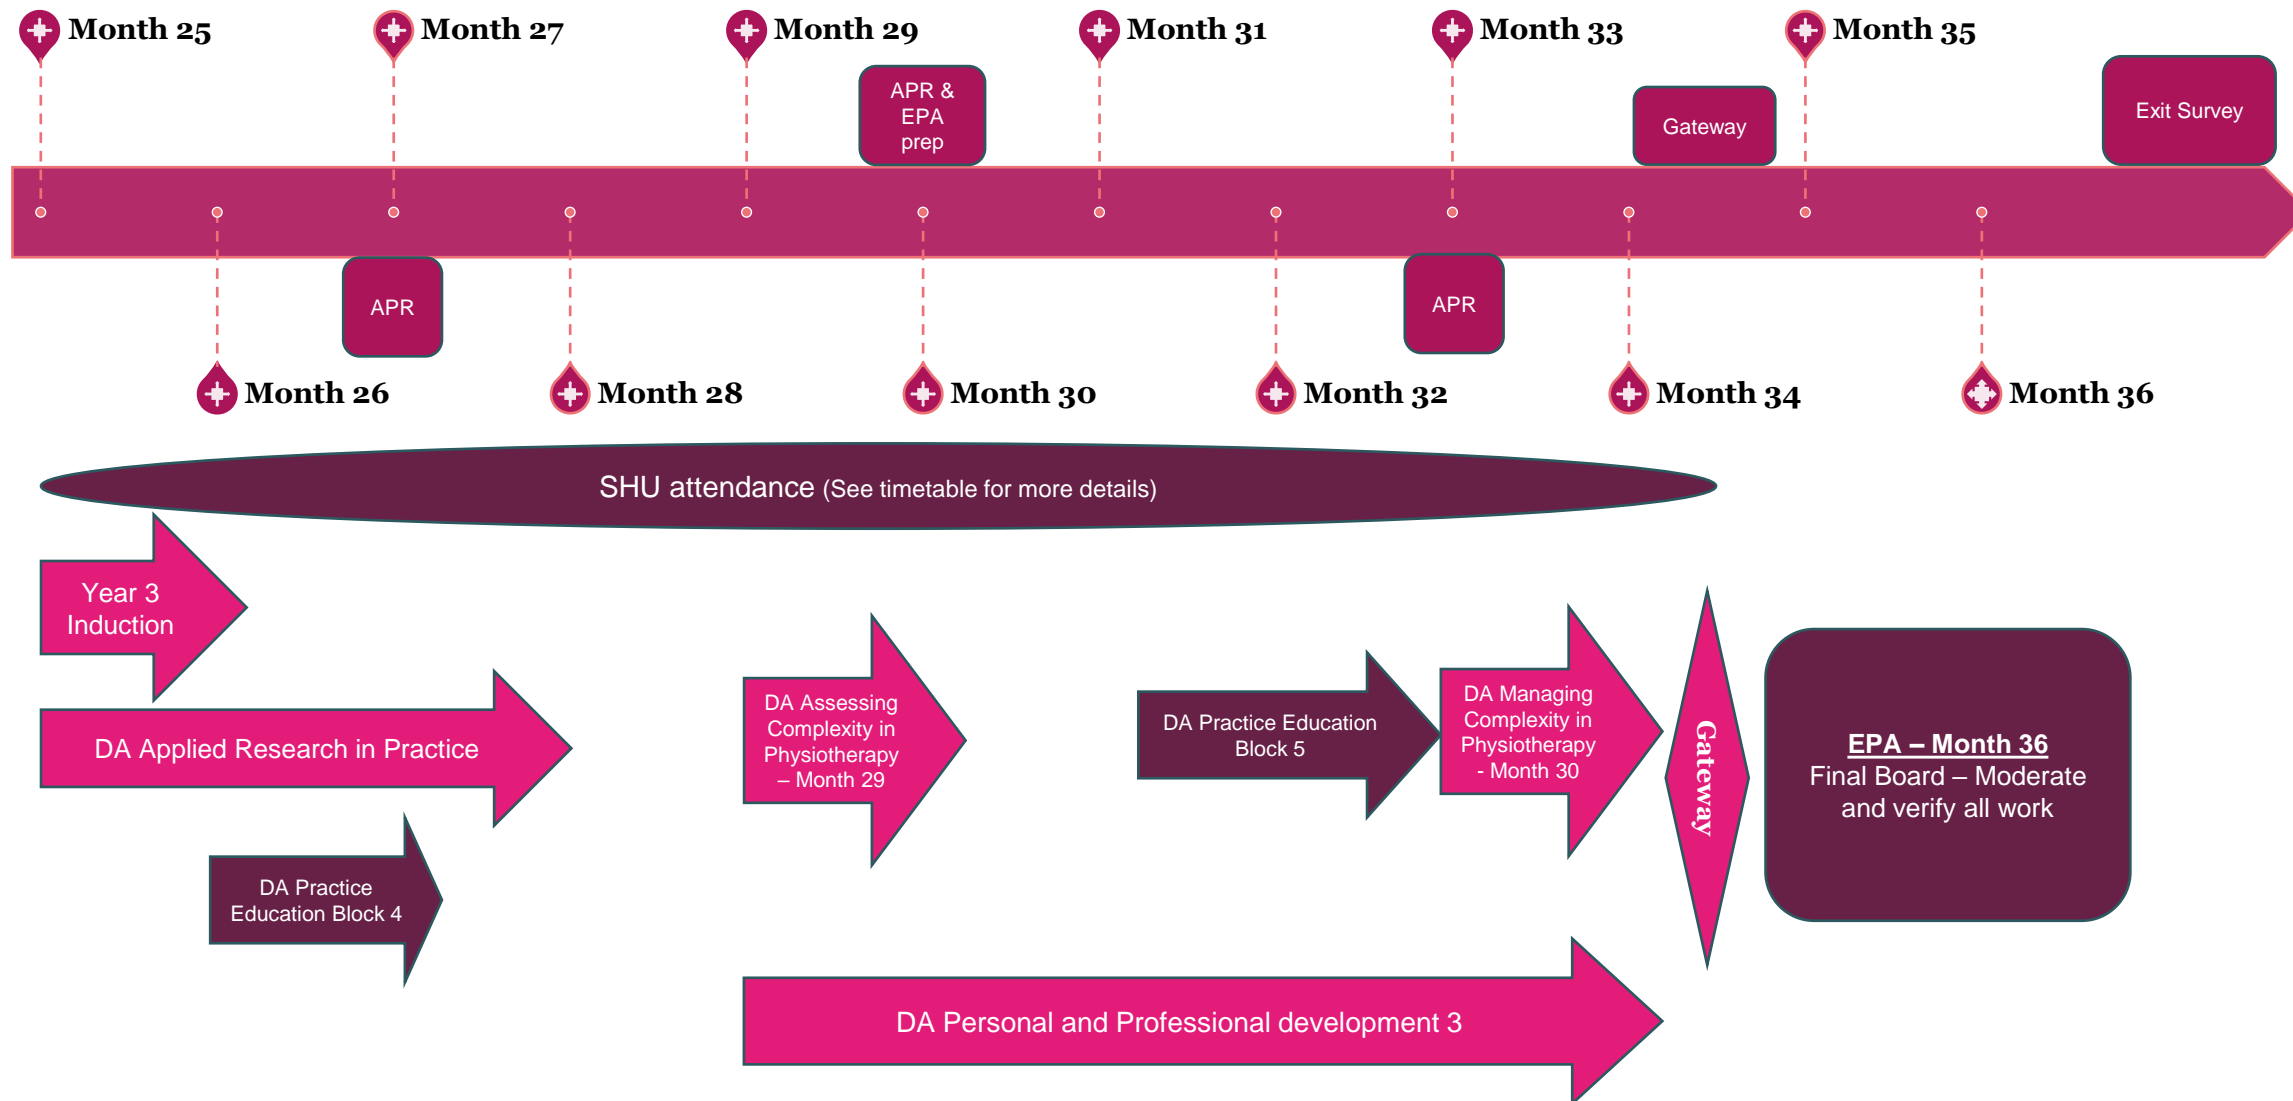 Month 25
Month 27
Month 29
Month 31
Month 33
Month 35
APR &
EPA
prep
Gateway
Exit Survey
APR
APR
Month 26
Month 28
Month 30
Month 32
Month 34
Month 36
SHU attendance (See timetable for more details)
Year 3
Induction
DA Applied Research in Practice
DA Practice
Education Block 4
DA Assessing
Complexity in
Physiotherapy
– Month 29
DA Practice Education
Block 5
DA Managing
Complexity in
Physiotherapy
- Month 30
Gateway
EPA – Month 36
Final Board – Moderate
and verify all work
DA Personal and Professional development 3